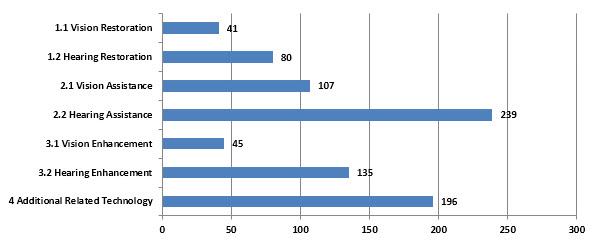 1.1 Vision Restoration 41
1.2 Hearing Restoration 80
2.1 Vision Assistance 107
2.2 Hearing Assistance 239
3.1 Vision Enhancement 45
3.2 Hearing Enhancement 135
4 Additional Related Technology 196
0 50 100 150 200 250 300